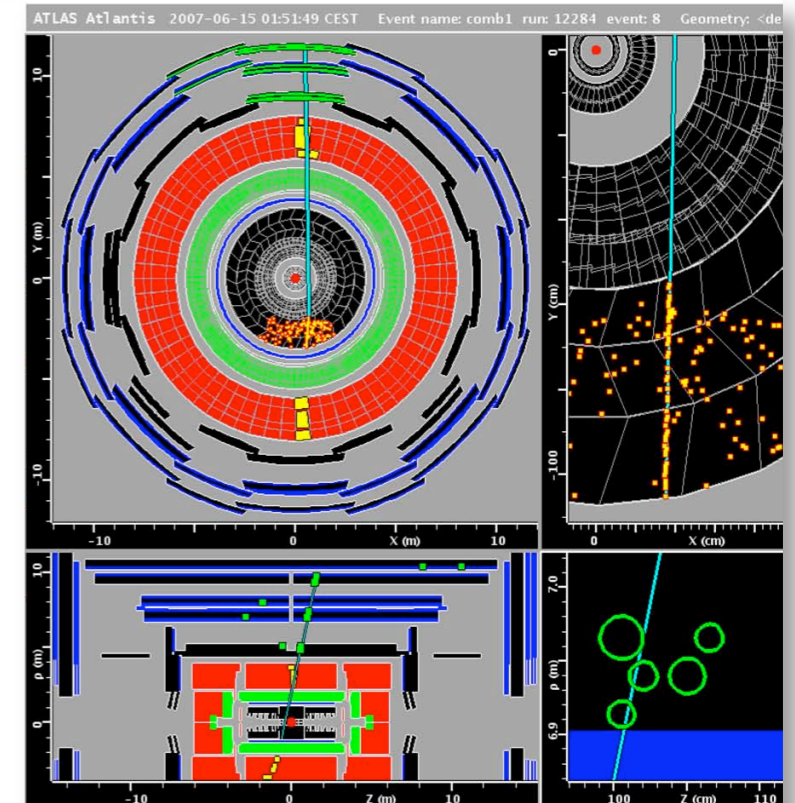 ATLAS Atlantis 2007-06-15 01:51:49 CEST Event name: comb1 run: 12284 event: 8 Geometry: <de
10
Y (m)
0
-10
-10 0 X (m) 10
0
Y (cm)
-100
0 X (cm)
10
ρ (m)
0
-10 0 Z (m) 10
7.0
ρ (m)
6.9
100 Z (cm) 110